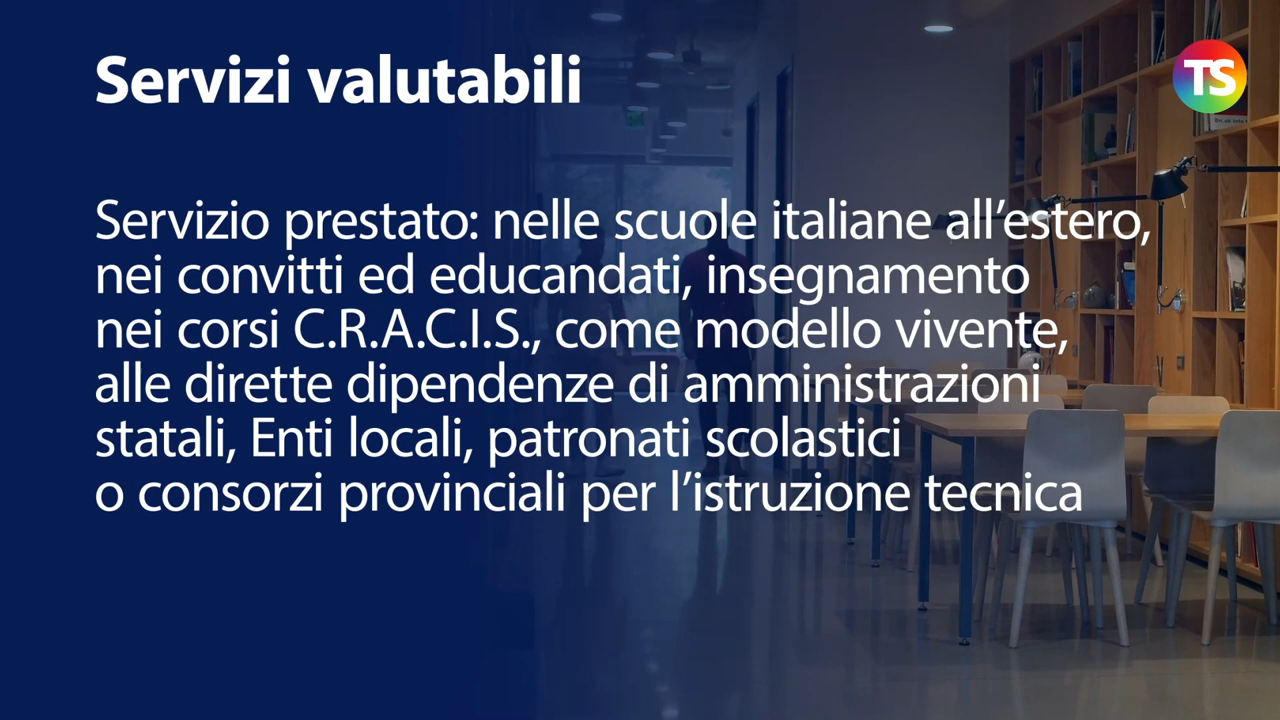 Servizi valutabili
TS
Servizio prestato: nelle scuole italiane all’estero,
nei convitti ed educandati, insegnamento
nei corsi C.R.A.C.I.S., come modello vivente,
alle dirette dipendenze di amministrazioni
statali, Enti locali, patronati scolastici
o consorzi provinciali per l’istruzione tecnica